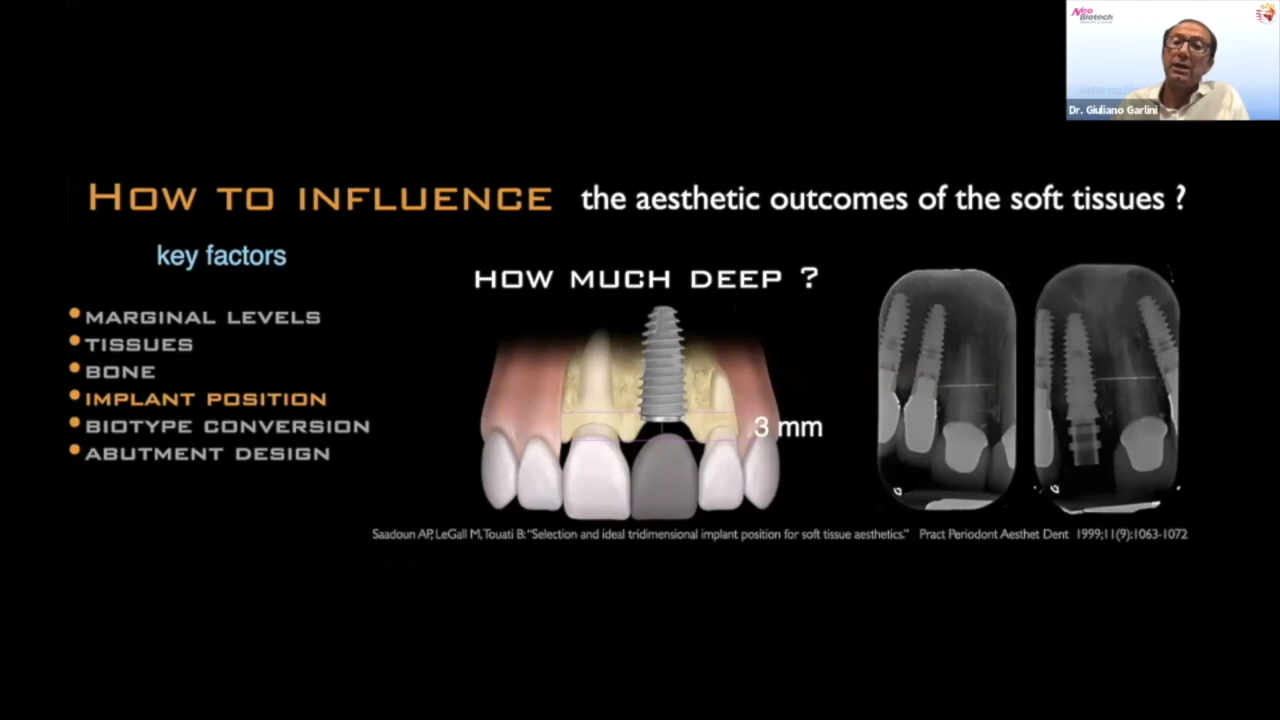 Neo
Biotech
Dr. Giuliano Garlini
HOW TO INFLUENCE the aesthetic outcomes of the soft tissues ?
key factors
HOW MUCH DEEP ?
• MARGINAL LEVELS
• TISSUES
• BONE
• IMPLANT POSITION
• BIOTYPE CONVERSION
• ABUTMENT DESIGN
3 mm
Saadoun AP, LeGall M, Touati B: "Selection and ideal tridimensional implant position for soft tissue aesthetics." Pract Periodont Aesthet Dent 1999;11(9):1063-1072